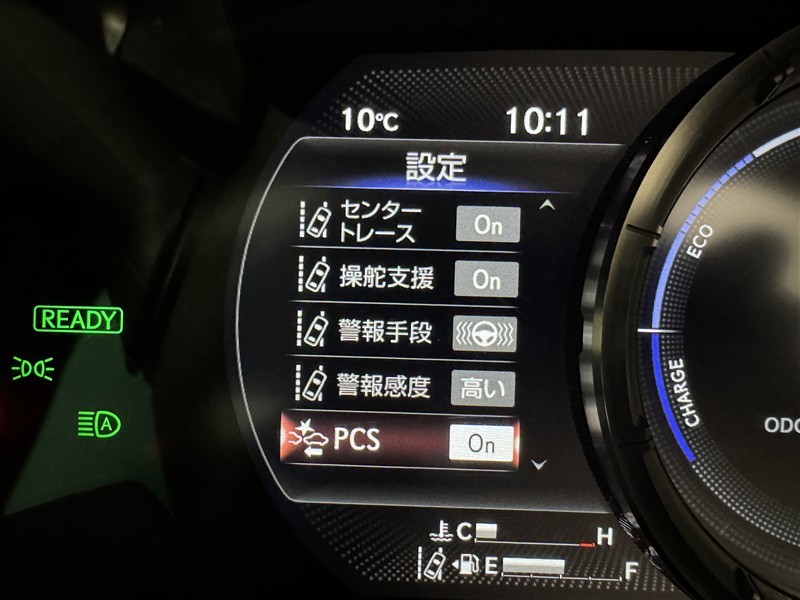 10℃
10:11
設定
センター
トレース
On
操舵支援
On
警報手段
警報感度
高い
PCS
On
READY
A
ECO
CHARGE
ODO
C
H
E
F